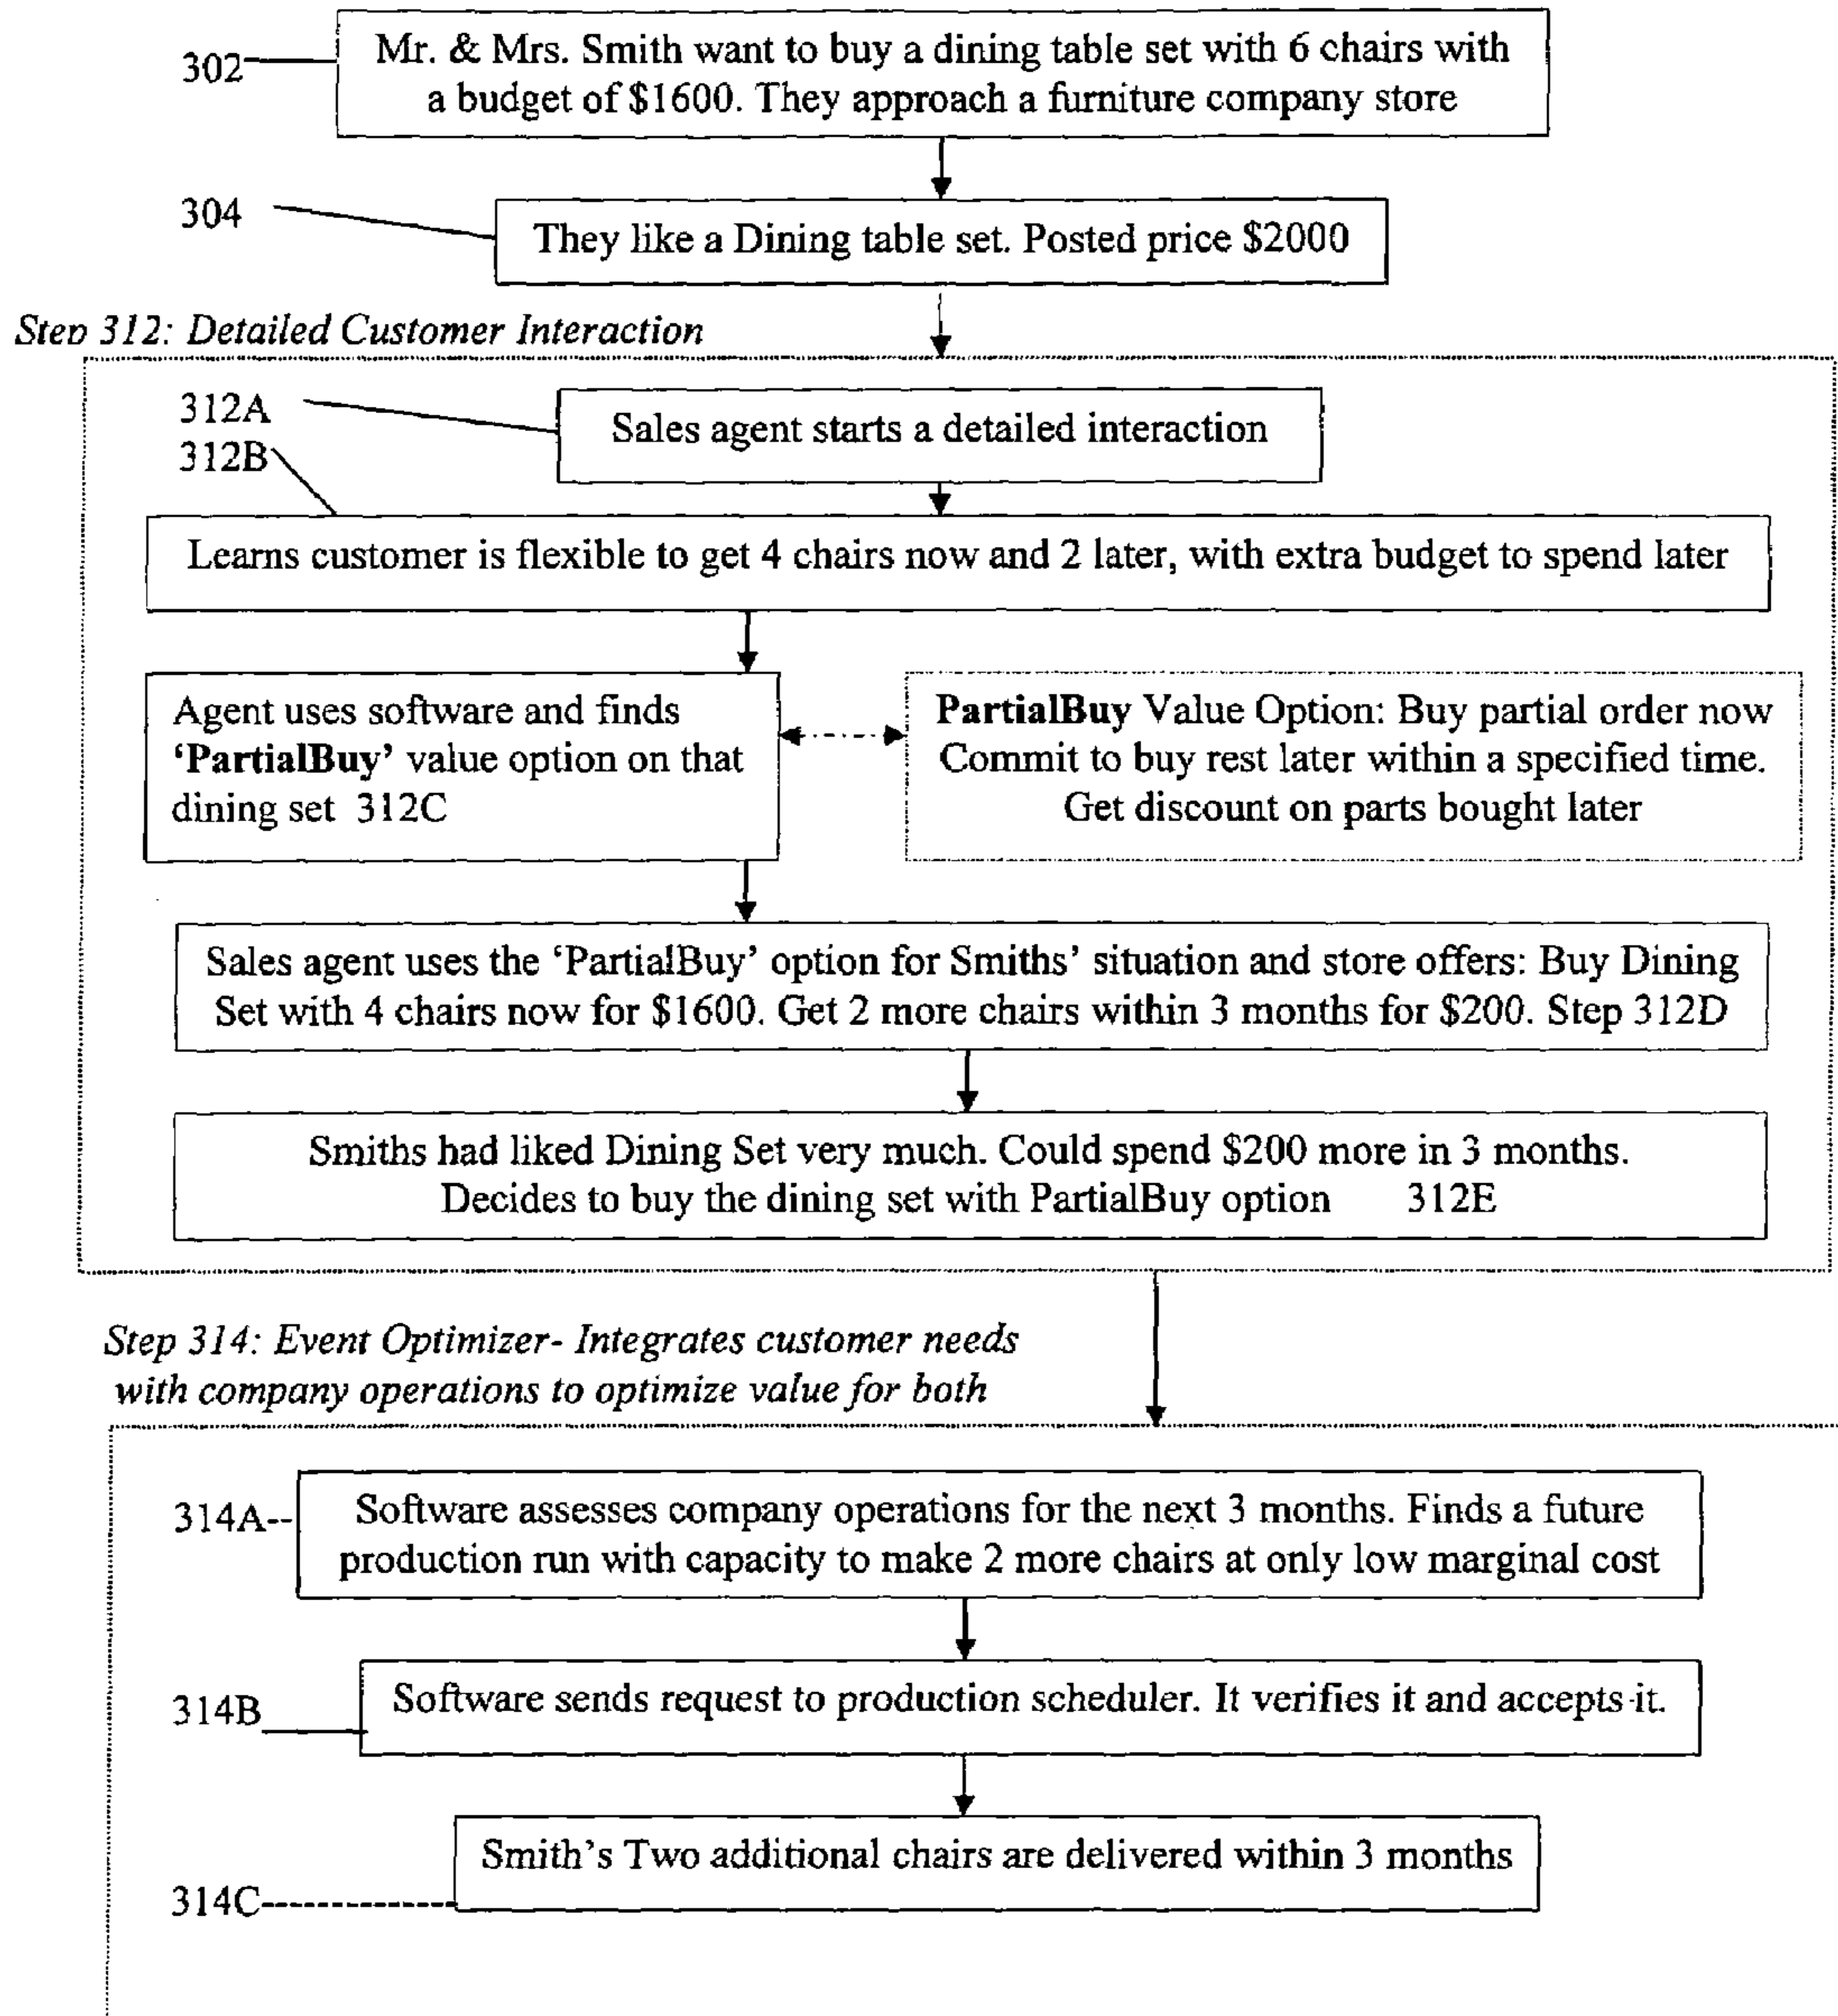 302
Mr. & Mrs. Smith want to buy a dining table set with 6 chairs with
a budget of $1600. They approach a furniture company store
304
They like a Dining table set. Posted price $2000
Step 312: Detailed Customer Interaction
312A
Sales agent starts a detailed interaction
312B
Learns customer is flexible to get 4 chairs now and 2 later, with extra budget to spend later
Agent uses software and finds
‘PartialBuy’ value option on that
dining set 312C
PartialBuy Value Option: Buy partial order now
Commit to buy rest later within a specified time.
Get discount on parts bought later
Sales agent uses the ‘PartialBuy’ option for Smiths’ situation and store offers: Buy Dining
Set with 4 chairs now for $1600. Get 2 more chairs within 3 months for $200. Step 312D
Smiths had liked Dining Set very much. Could spend $200 more in 3 months.
Decides to buy the dining set with PartialBuy option 312E
Step 314: Event Optimizer- Integrates customer needs
with company operations to optimize value for both
314A--
Software assesses company operations for the next 3 months. Finds a future
production run with capacity to make 2 more chairs at only low marginal cost
314B
Software sends request to production scheduler. It verifies it and accepts it.
Smith’s Two additional chairs are delivered within 3 months
314C